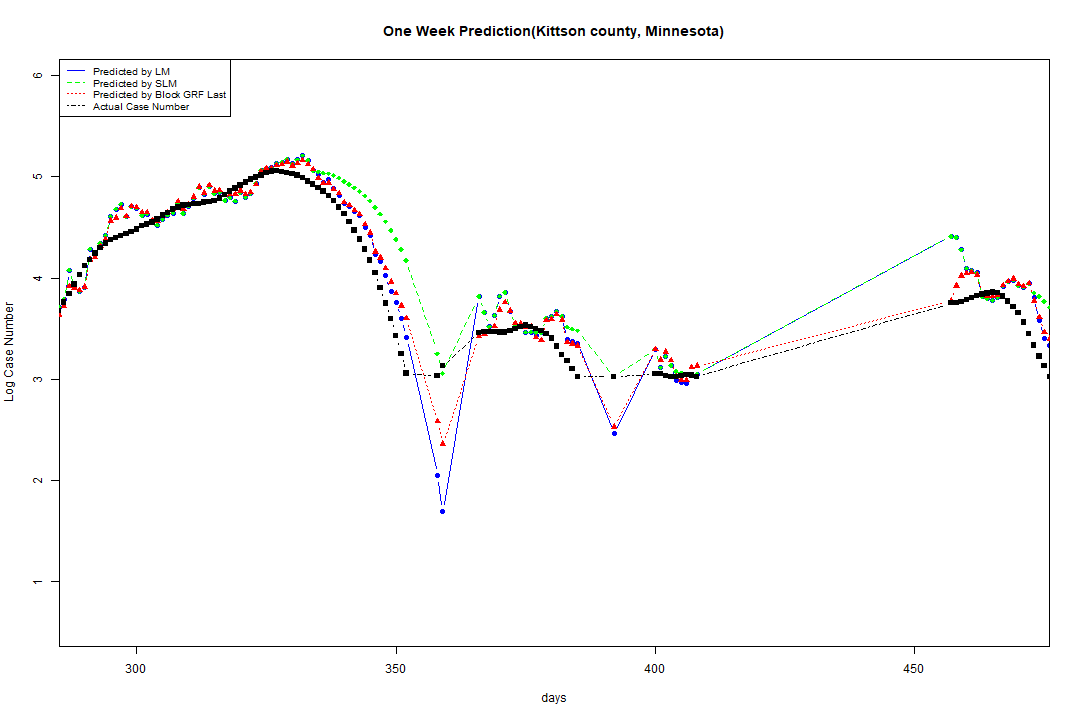 One Week Prediction(Kittson county, Minnesota)
Predicted by LM
Predicted by SLM
Predicted by Block GRF Last
Actual Case Number
Log Case Number
6
5
4
3
2
1
300 350 400 450
days